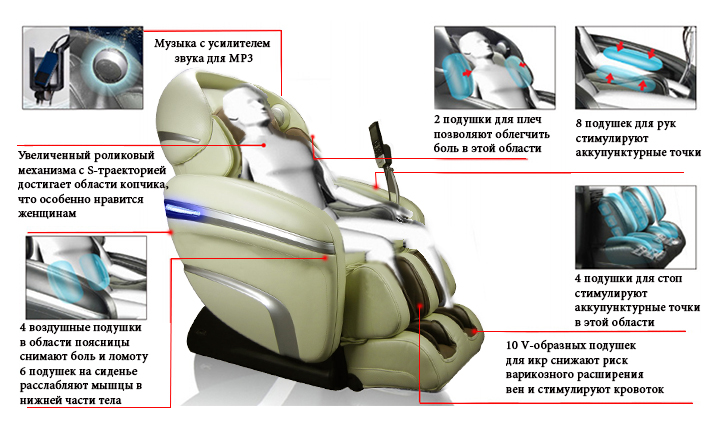 Музыка с усилителем
звука для MP3
2 подушки для плеч
позволяют облегчить
боль в этой области
8 подушек для рук
стимулируют
аккупунктурные точки
Увеличенный роликовый
механизма с S-траекторией
достигает области копчика,
что особенно нравится
женщинам
4 воздушные подушки
в области поясницы
снимают боль и ломоту
6 подушек на сиденье
расслабляют мышцы в
нижней части тела
4 подушки для стоп
стимулируют
аккупунктурные точки
в этой области
10 V-образных подушек
для икр снижают риск
варикозного расширения
вен и стимулируют кровоток